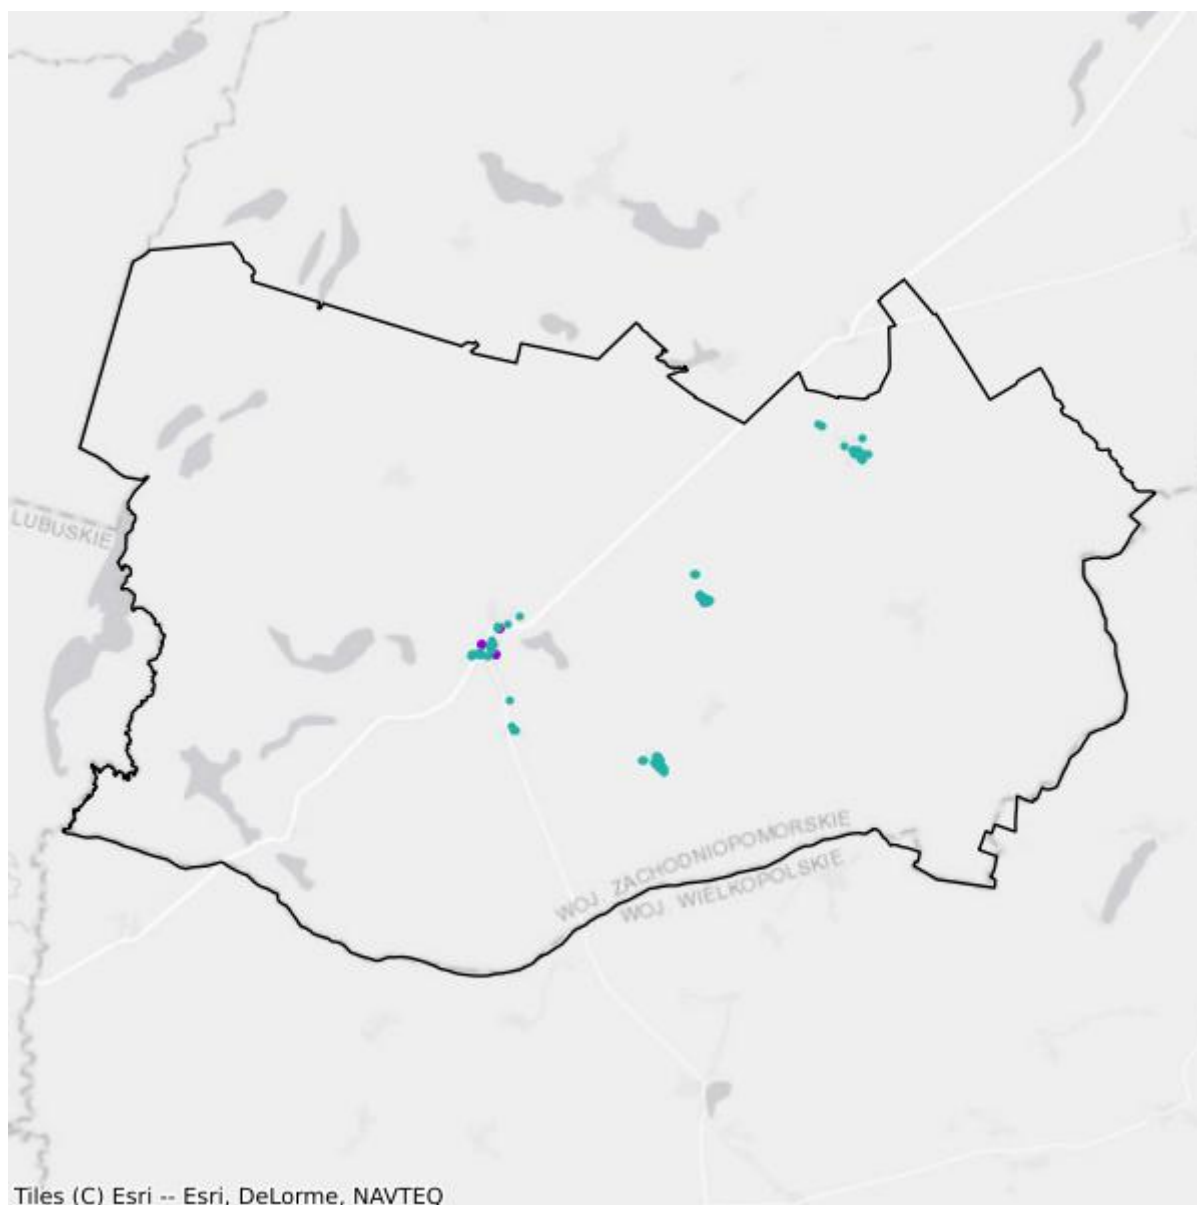 LUBUSKIE
WOJ. ZACHODNIOPOMORSKIE
WOJ. WIELKOPOLSKIE
Tiles (C) Esri -- Esri, DeLorme, NAVTEQ